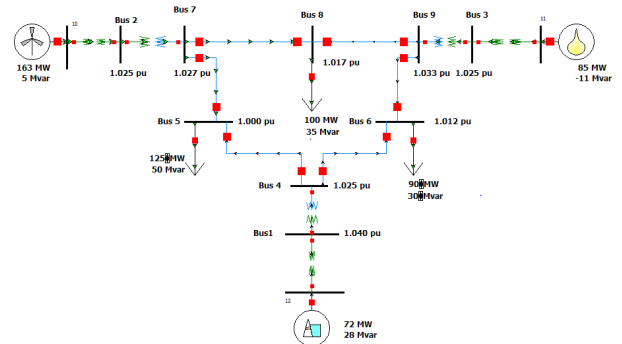 Bus 7
Bus 8
Bus 9
Bus 3
Bus 2
10
11
163 MW
5 Mvar
1.025 pu
1.027 pu
1.017 pu
1.033 pu
1.025 pu
85 MW
-11 Mvar
Bus 5
1.000 pu
100 MW
35 Mvar
Bus 6
1.012 pu
125 MW
50 Mvar
Bus 4
1.025 pu
90 MW
30 Mvar
Bus1
1.040 pu
12
72 MW
28 Mvar